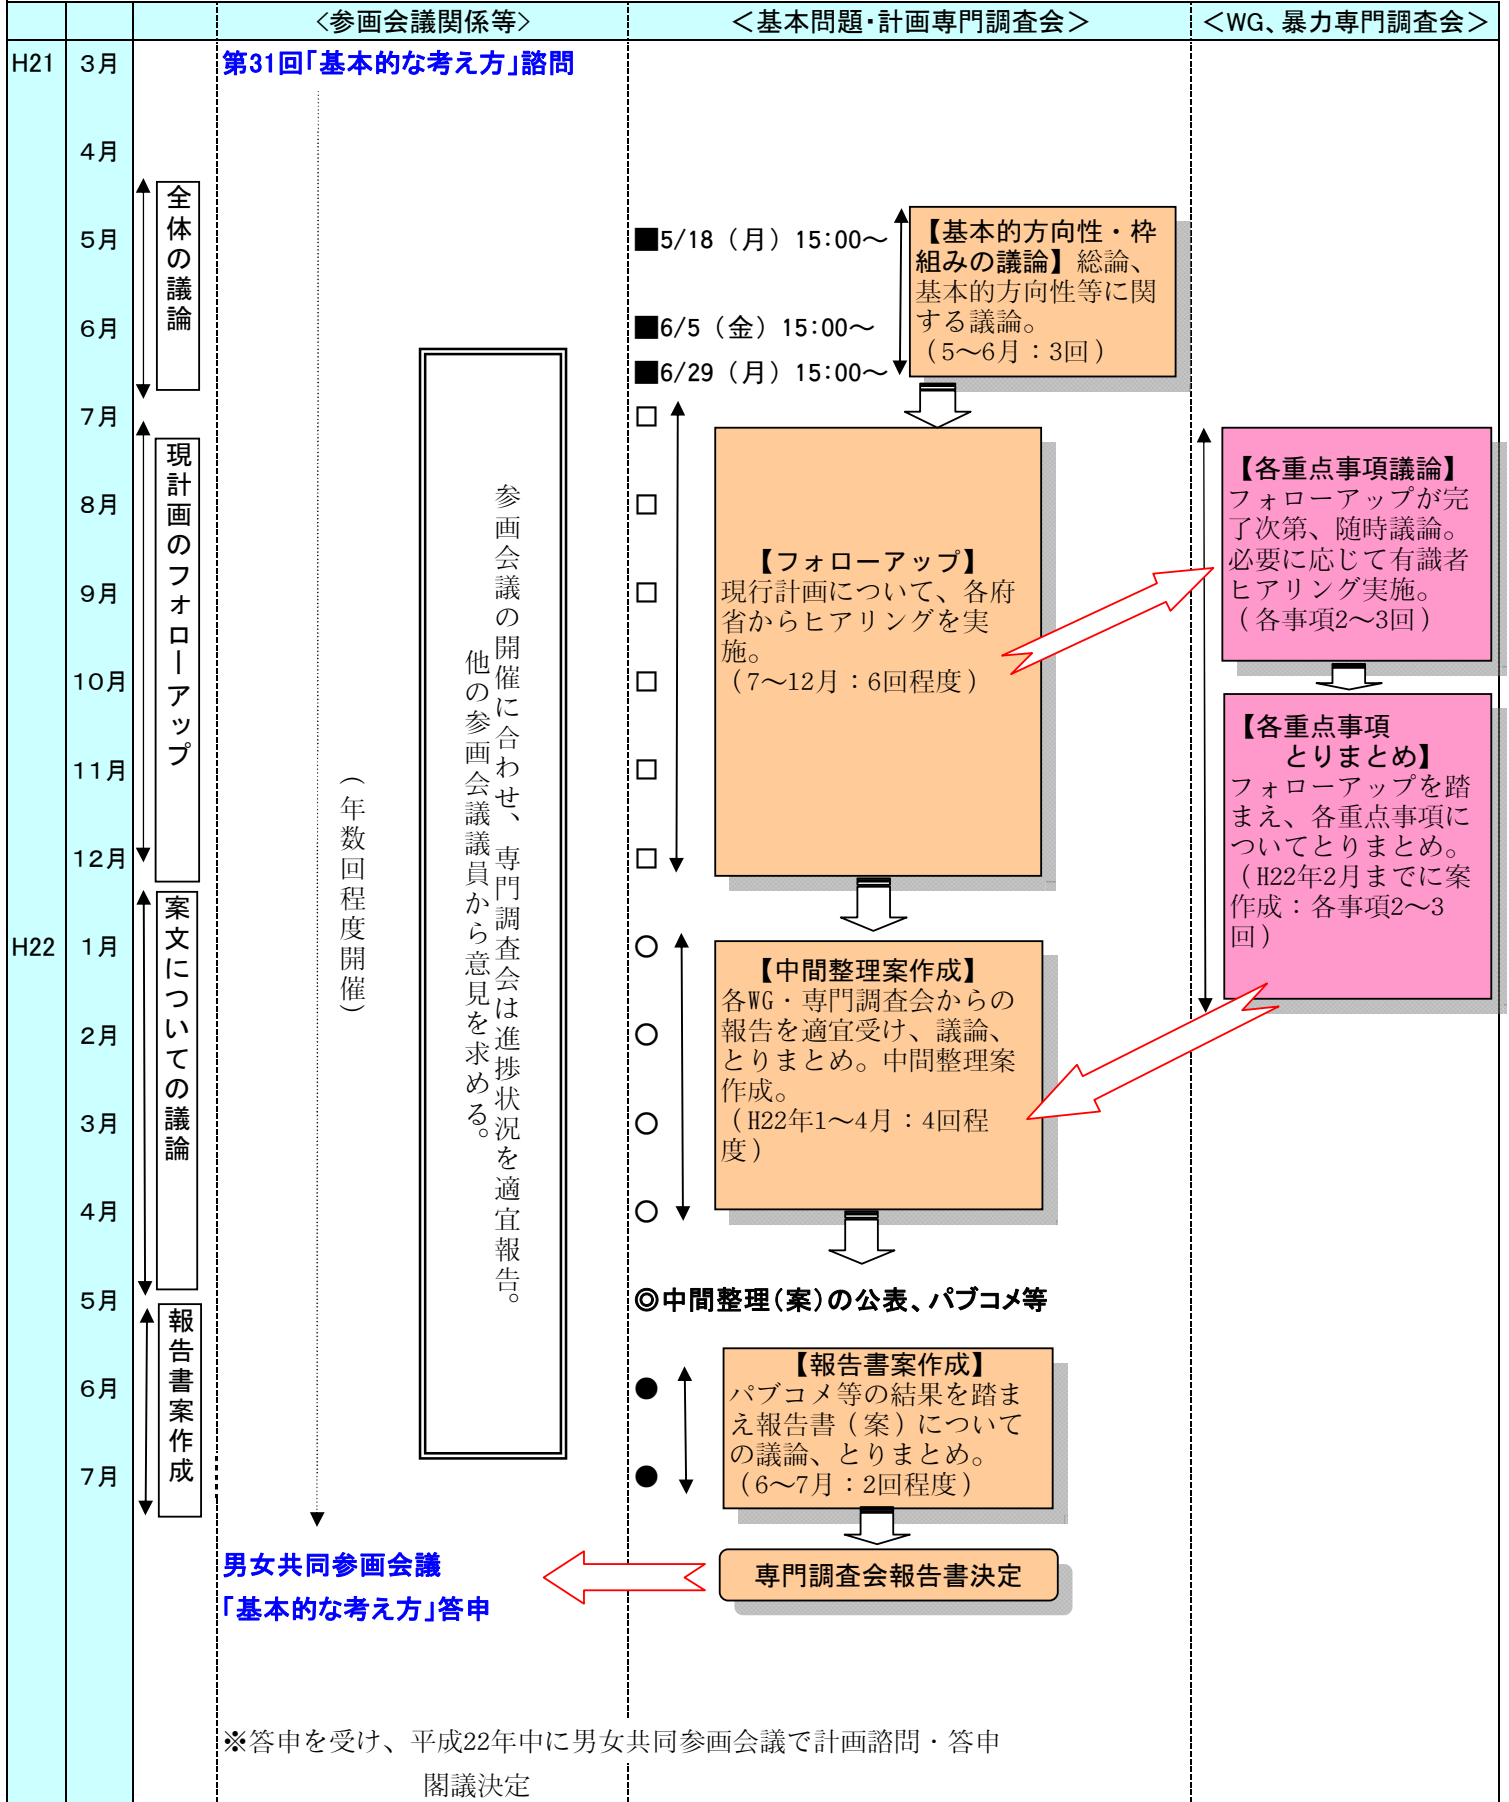 <参画会議関係等>
＜基本問題・計画専門調査会＞
＜WG、暴力専門調査会＞
H21
3月
4月
5月
6月
7月
8月
9月
10月
11月
12月
H22
1月
2月
3月
4月
5月
6月
7月
全体の議論
現計画のフォローアップ
案文についての議論
報告書案作成
第31回「基本的な考え方」諮問
（年数回程度開催）
参画会議の開催に合わせ、専門調査会は進捗状況を適宜報告。
他の参画会議議員から意見を求める。
男女共同参画会議
「基本的な考え方」答申
■5/18（月）15:00～
■6/5（金）15:00～
■6/29（月）15:00～
□
□
□
□
□
□
○
○
○
○
◎中間整理（案）の公表、パブコメ等
●
●
【基本的方向性・枠
組みの議論】総論、
基本的方向性等に関
する議論。
（5～6月：3回）
【フォローアップ】
現行計画について、各府
省からヒアリングを実
施。
（7～12月：6回程度）
【中間整理案作成】
各WG・専門調査会からの
報告を適宜受け、議論、
とりまとめ。中間整理案
作成。
（H22年1～4月：4回程
度）
【報告書案作成】
パブコメ等の結果を踏ま
え報告書（案）について
の議論、とりまとめ。
（6～7月：2回程度）
専門調査会報告書決定
【各重点事項議論】
フォローアップが完
了次第、随時議論。
必要に応じて有識者
ヒアリング実施。
（各事項2～3回）
【各重点事項
とりまとめ】
フォローアップを踏
まえ、各重点事項に
ついてとりまとめ。
（H22年2月までに案
作成：各事項2～3
回）
※答申を受け、平成22年中に男女共同参画会議で計画諮問・答申
閣議決定